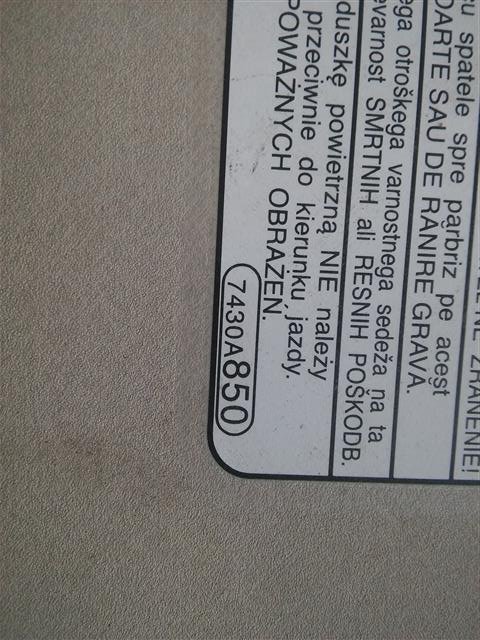 ZRANENIE!
cu spatele spre parbriz pe acest
DARTE SAU DE RĂNIRE GRAVĂ.
ega otroškega varnostnega sedeža na ta
evarnost SMRTNIH ali RESNIH POŠKODB.
duszkę powietrzną NIE należy
przeciwnie do kierunku jazdy.
POWAŻNYCH OBRAŻEŃ.
7430A850